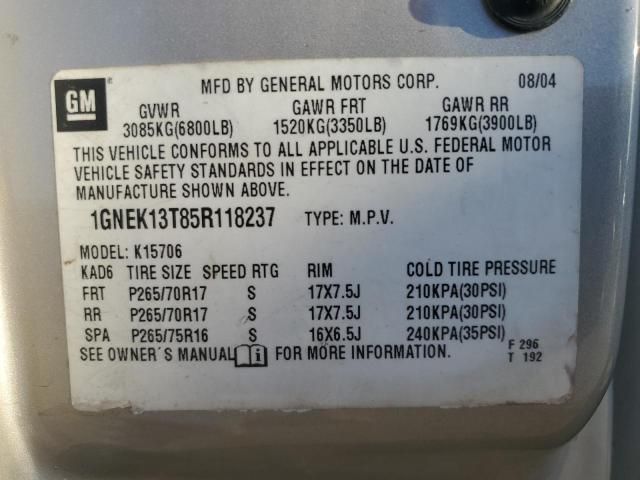 GM
MFD BY GENERAL MOTORS CORP. 08/04
GVWR GAWR FRT GAWR RR
3085KG(6800LB) 1520KG(3350LB) 1769KG(3900LB)
THIS VEHICLE CONFORMS TO ALL APPLICABLE U.S. FEDERAL MOTOR
VEHICLE SAFETY STANDARDS IN EFFECT ON THE DATE OF
MANUFACTURE SHOWN ABOVE.
1GNEK13T85R118237 TYPE: M.P.V.
MODEL: K15706
KAD6 TIRE SIZE SPEED RTG RIM COLD TIRE PRESSURE
FRT P265/70R17 S 17X7.5J 210KPA(30PSI)
RR P265/70R17 S 17X7.5J 210KPA(30PSI)
SPA P265/75R16 S 16X6.5J 240KPA(35PSI)
SEE OWNER'S MANUAL FOR MORE INFORMATION.
F 296
T 192